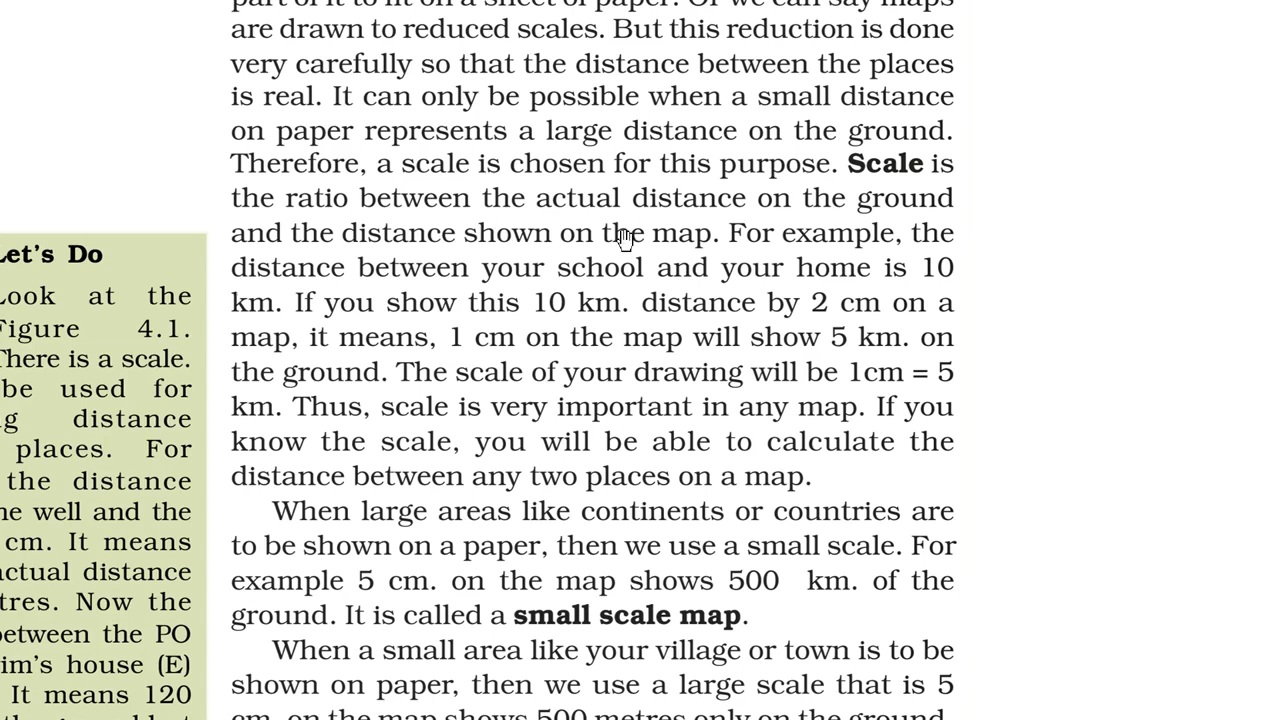 are drawn to reduced scales. But this reduction is done
very carefully so that the distance between the places
is real. It can only be possible when a small distance
on paper represents a large distance on the ground.
Therefore, a scale is chosen for this purpose. Scale is
the ratio between the actual distance on the ground
and the distance shown on the map. For example, the
distance between your school and your home is 10
km. If you show this 10 km. distance by 2 cm on a
map, it means, 1 cm on the map will show 5 km. on
the ground. The scale of your drawing will be 1cm = 5
km. Thus, scale is very important in any map. If you
know the scale, you will be able to calculate the
distance between any two places on a map.
When large areas like continents or countries are
to be shown on a paper, then we use a small scale. For
example 5 cm. on the map shows 500 km. of the
ground. It is called a small scale map.
When a small area like your village or town is to be
shown on paper, then we use a large scale that is 5
cm. on the map shows 500 metres only on the ground.
Let's Do
Look at the
Figure 4.1.
There is a scale.
be used for
distance
places. For
the distance
well and the
cm. It means
actual distance
Now the
between the PO
house (E)
It means 120